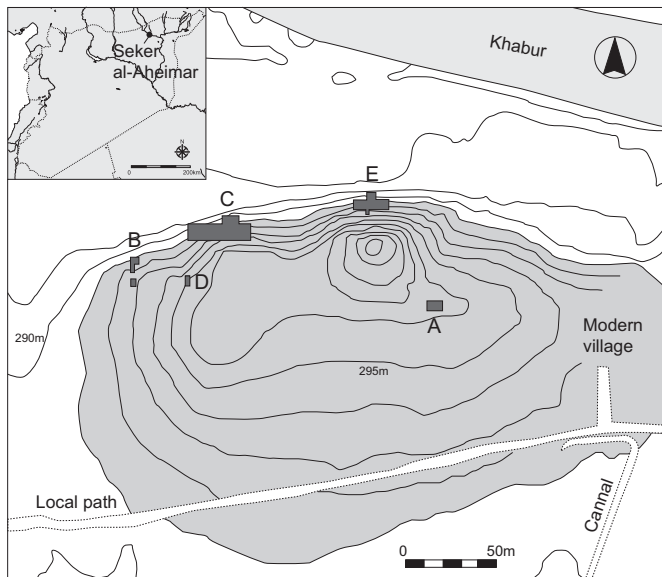 Seker
al-Aheimar
N
0 200km
Khabur
E
C
B
D
A
Modern
village
290m
295m
Local path
Cannal
0 50m